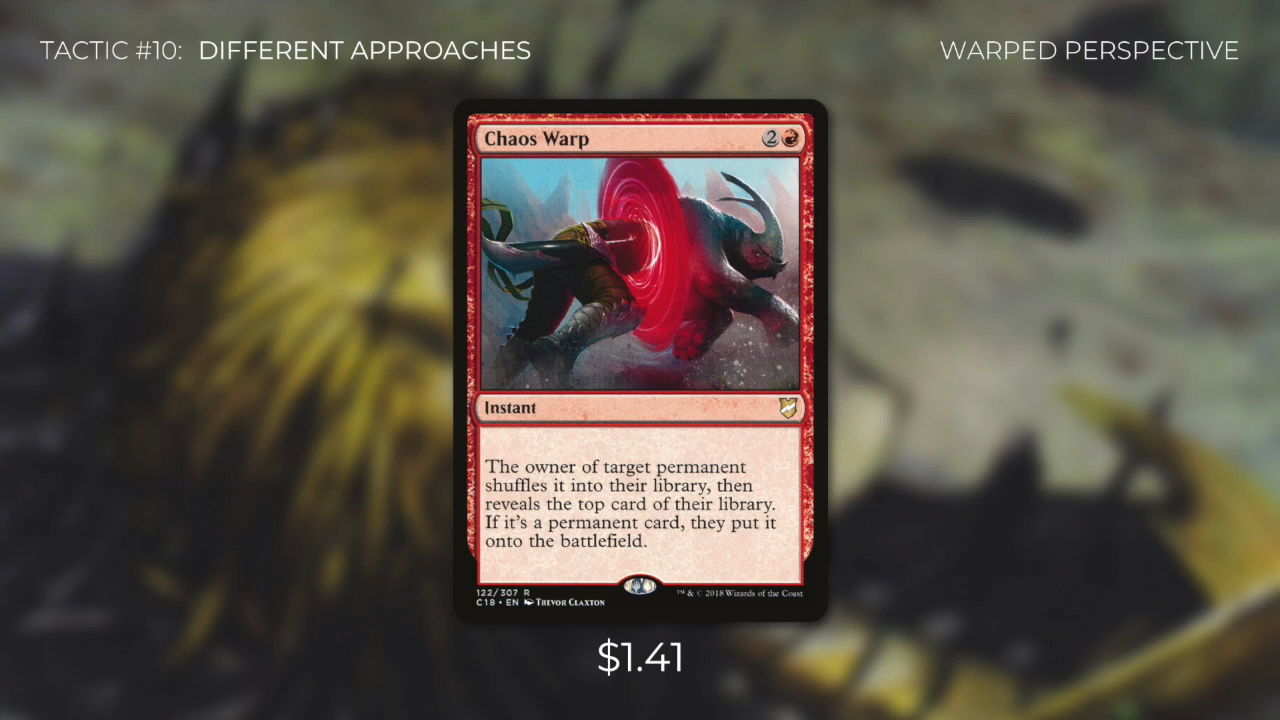 TACTIC #10: DIFFERENT APPROACHES
WARPED PERSPECTIVE
Chaos Warp
2
Instant
The owner of target permanent
shuffles it into their library, then
reveals the top card of their library.
If it's a permanent card, they put it
onto the battlefield.
122/307 R
C18 • EN TREVOR CLAXTON
™ & © 2018 Wizards of the Coast
$1.41